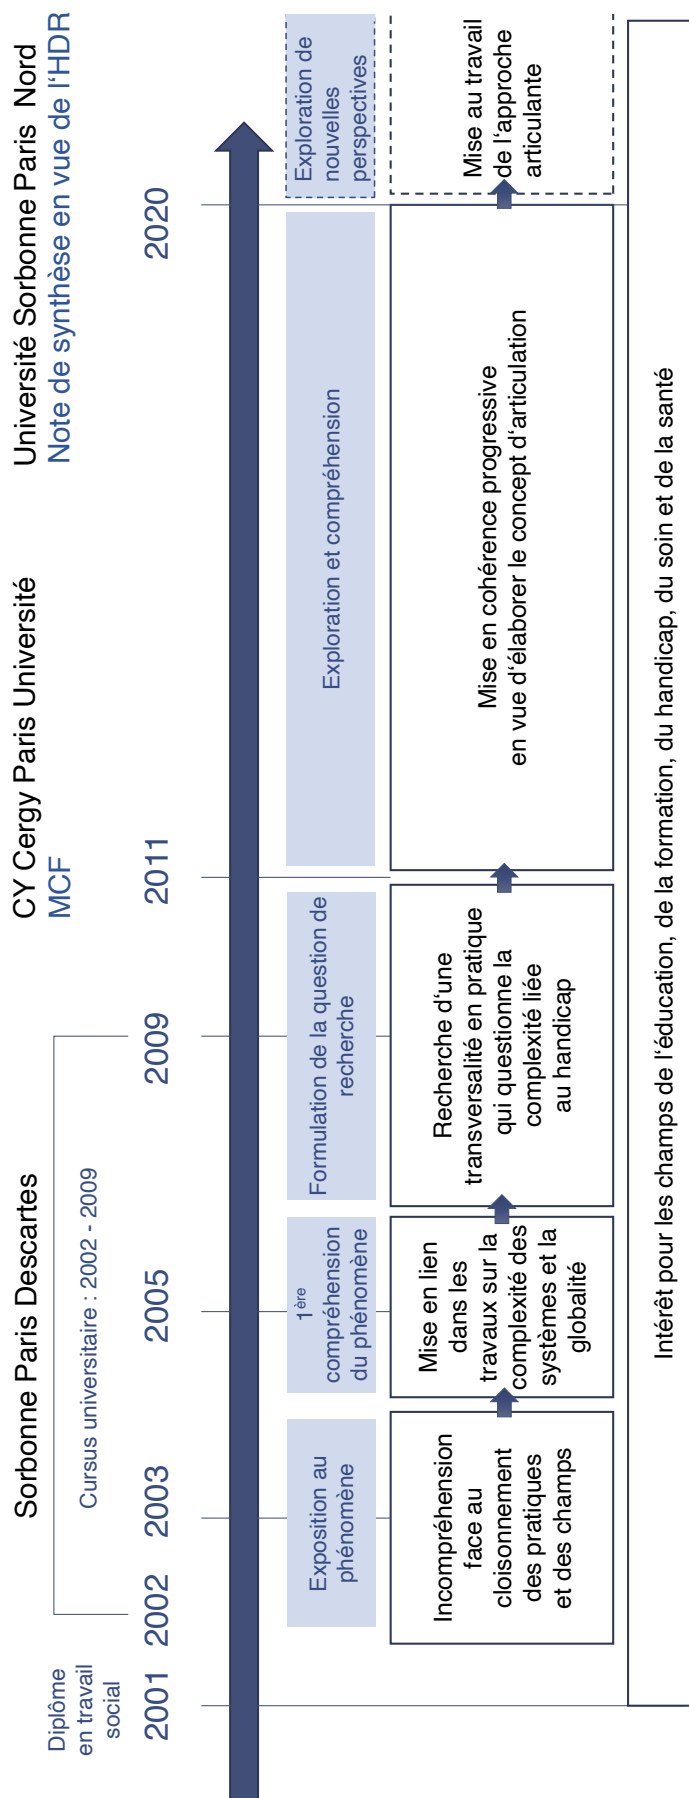 Sorbonne Paris Descartes
CY Cergy Paris Université
MCF
Université Sorbonne Paris Nord
Note de synthèse en vue de l'HDR
Diplôme
en travail
social
Cursus universitaire : 2002 - 2009
2001
2002
2003
2005
2009
2011
2020
Exposition au
phénomène
1ère
compréhension
du phénomène
Formulation de la question de
recherche
Exploration et compréhension
Exploration de
nouvelles
perspectives
Incompréhension
face au
cloisonnement
des pratiques
et des champs
Mise en lien
dans les
travaux sur la
complexité des
systèmes et la
globalité
Recherche d'une
transversalité en pratique
qui questionne la
complexité liée
au handicap
Mise en cohérence progressive
en vue d'élaborer le concept d'articulation
Mise au travail
de l'approche
articulante
Intérêt pour les champs de l'éducation, de la formation, du handicap, du soin et de la santé